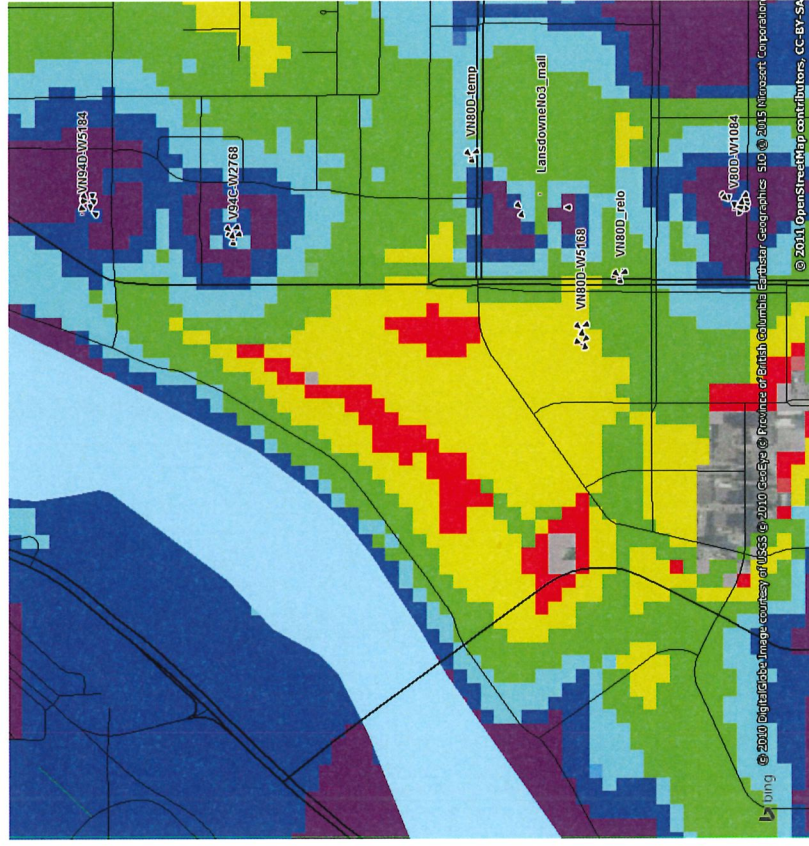 VN94D-W5184
V94C-W2768
VN80D-temp
LansdowneNo3_mall
VN80D-W5168
VN80D_relo
V80D-W1084
bing
© 2010 DigitalGlobe Image courtesy of USGS © 2010 GeoEye © Province of British Columbia Earthstar Geographics SIO © 2015 Microsoft Corporation
© 2011 OpenStreetMap contributors, CC-BY-SA